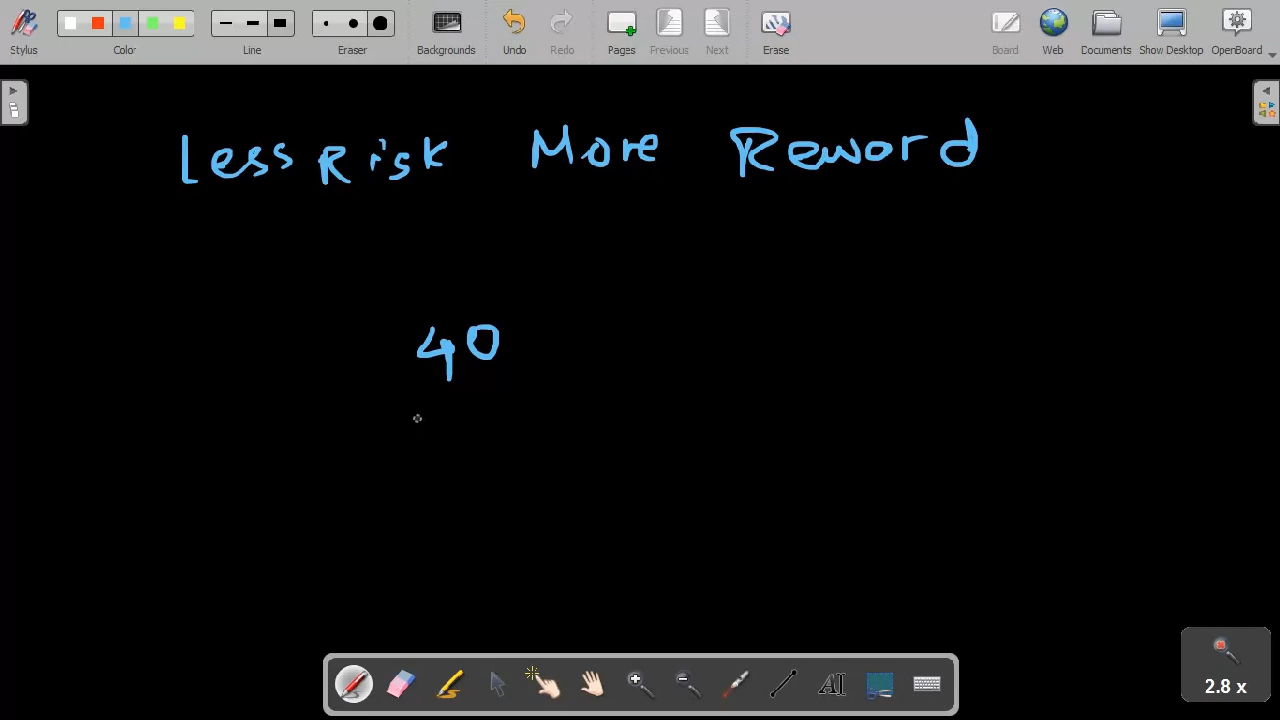 Stylus Color Line Eraser Backgrounds Undo Redo Pages Previous Next Erase Board Web Documents Show Desktop OpenBoard
Less Risk More Reward
40
2.8 x